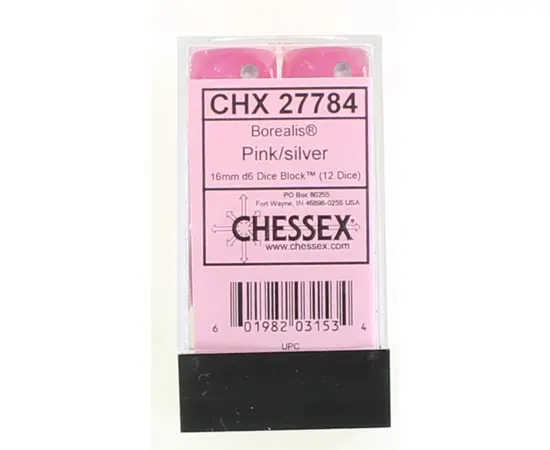 CHX 27784
Borealis®
Pink/silver
16mm d6 Dice Block™ (12 Dice)
PO Box 80255
Fort Wayne, IN 46898-0255 USA
CHESSEX®
www.chessex.com
6 01982 03153 4
UPC